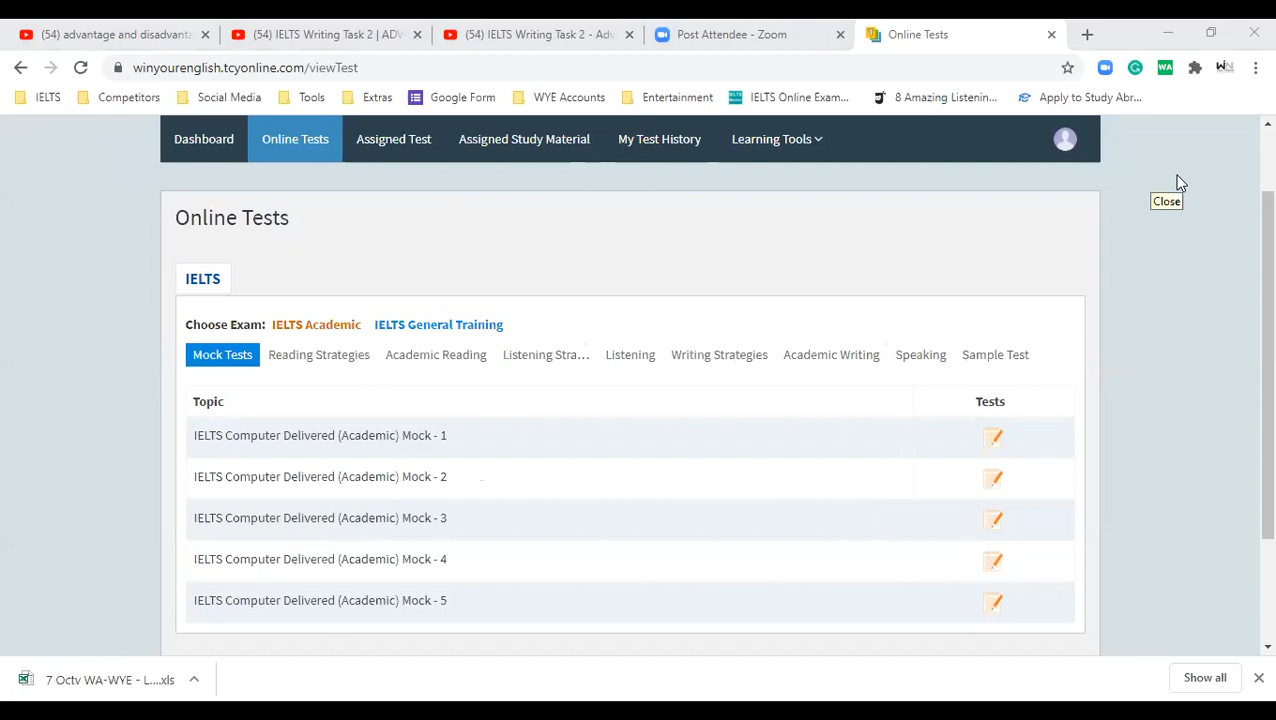 (54) advantage and disadvanta
(54) IELTS Writing Task 2 | ADV
(54) IELTS Writing Task 2 - Adv
Post Attendee - Zoom
Online Tests
winyourenglish.tcyonline.com/viewTest
WA
IELTS
Competitors
Social Media
Tools
Extras
Google Form
WYE Accounts
Entertainment
IELTS Online Exam...
8 Amazing Listenin...
Apply to Study Abr...
Dashboard
Online Tests
Assigned Test
Assigned Study Material
My Test History
Learning Tools
Close
Online Tests
IELTS
Choose Exam: IELTS Academic IELTS General Training
Mock Tests Reading Strategies Academic Reading Listening Stra... Listening Writing Strategies Academic Writing Speaking Sample Test
Topic Tests
IELTS Computer Delivered (Academic) Mock - 1
IELTS Computer Delivered (Academic) Mock - 2
IELTS Computer Delivered (Academic) Mock - 3
IELTS Computer Delivered (Academic) Mock - 4
IELTS Computer Delivered (Academic) Mock - 5
7 Octv WA-WYE - L....xls
Show all